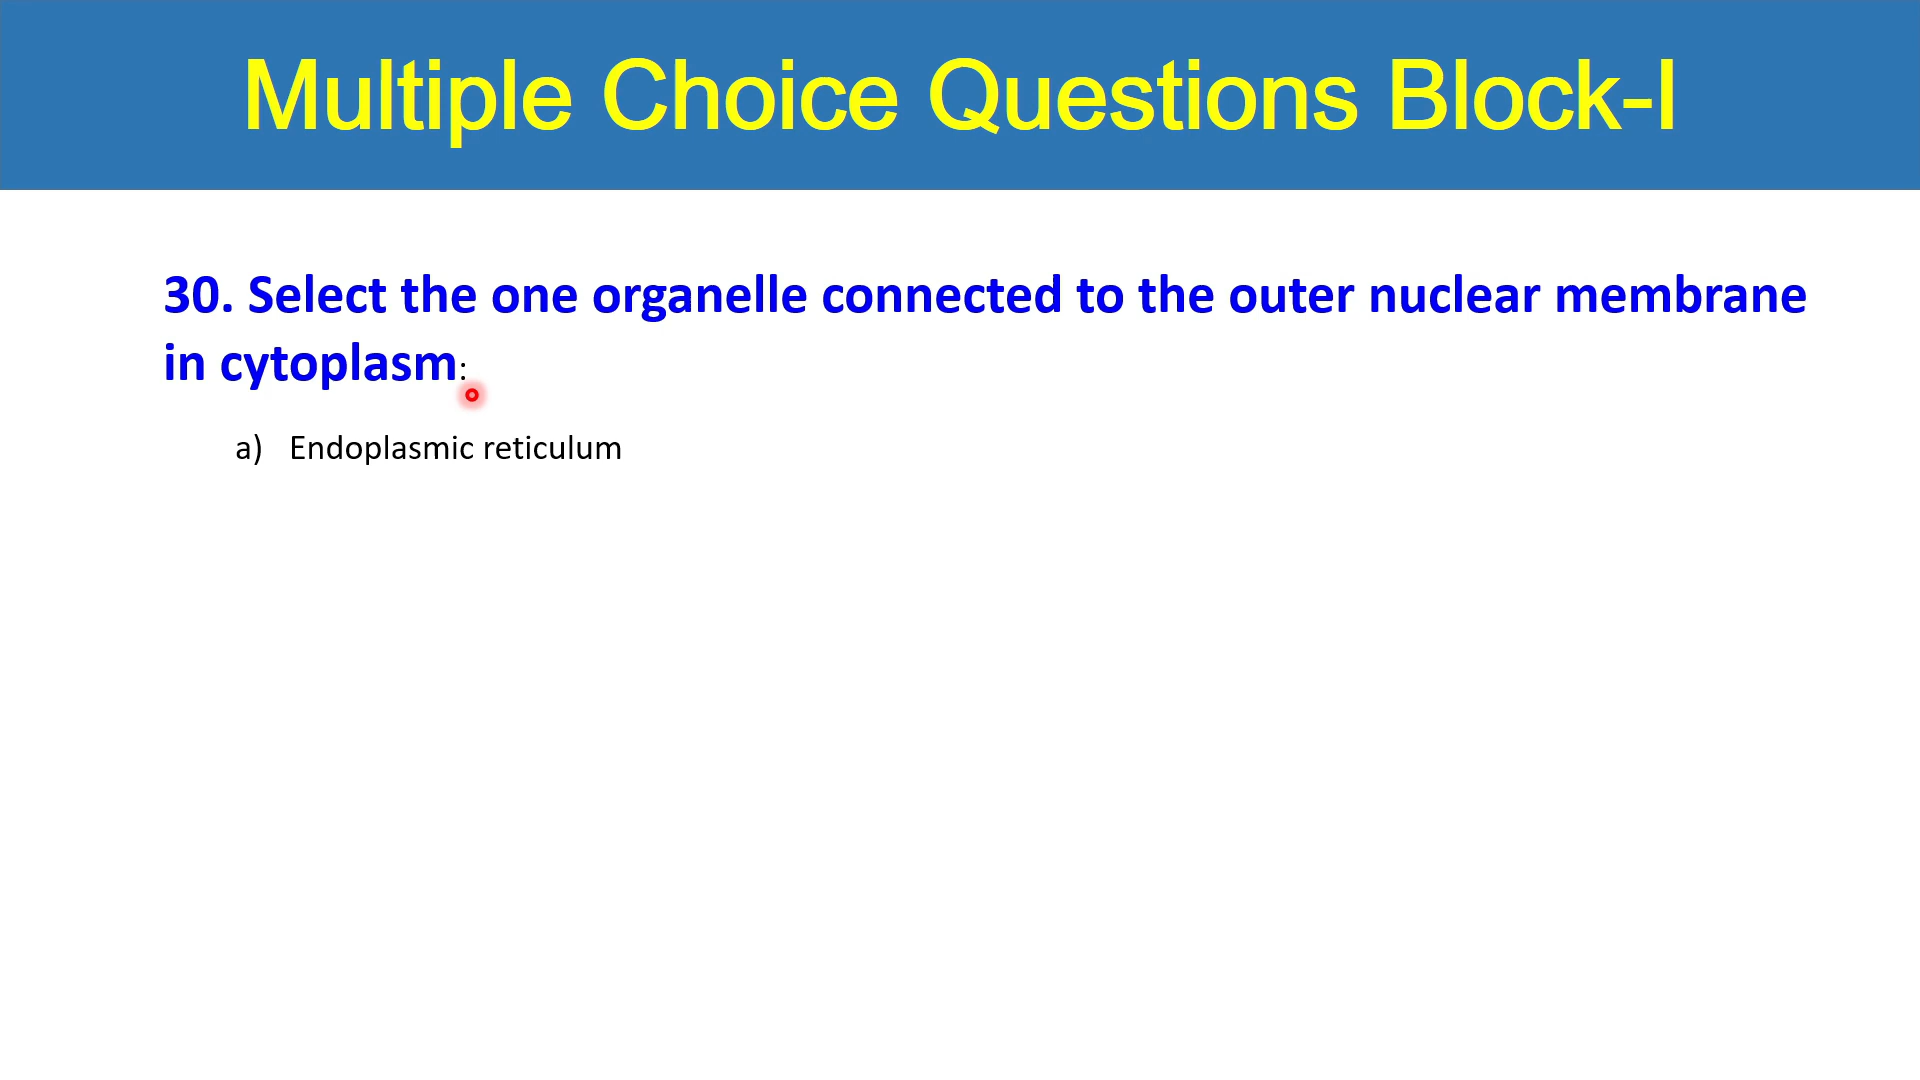 Multiple Choice Questions Block-I
30. Select the one organelle connected to the outer nuclear membrane
in cytoplasm:
a) Endoplasmic reticulum